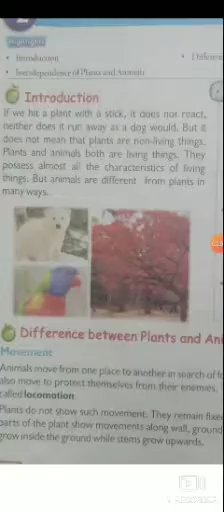 2
• Introduction
• Differen
• Interdependence of Plants and Animals
Introduction
If we hit a plant with a stick, it does not react,
neither does it run away as a dog would. But it
does not mean that plants are non-living things.
Plants and animals both are living things. They
possess almost all the characteristics of living
things. But animals are different from plants in
many ways.
Difference between Plants and Ani
Movement
Animals move from one place to another in search of f
also move to protect themselves from their enemies.
called locomotion.
Plants do not show such movement. They remain fixe
parts of the plant show movements along wall, ground
grow inside the ground while stems grow upwards.